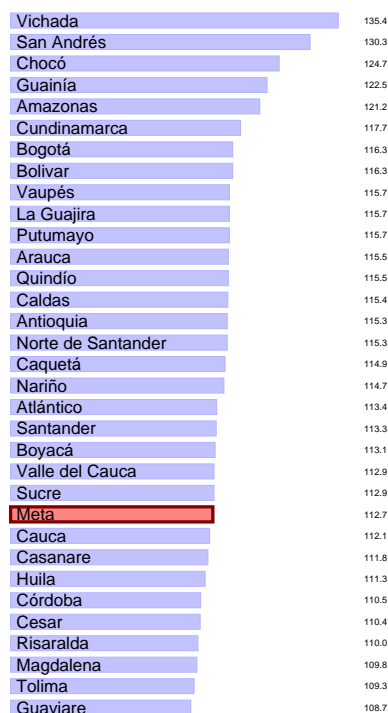 Vichada 135.4
San Andrés 130.3
Chocó 124.7
Guainía 122.5
Amazonas 121.2
Cundinamarca 117.7
Bogotá 116.3
Bolivar 116.3
Vaupés 115.7
La Guajira 115.7
Putumayo 115.7
Arauca 115.5
Quindío 115.5
Caldas 115.4
Antioquia 115.3
Norte de Santander 115.3
Caquetá 114.9
Nariño 114.7
Atlántico 113.4
Santander 113.3
Boyacá 113.1
Valle del Cauca 112.9
Sucre 112.9
Meta 112.7
Cauca 112.1
Casanare 111.8
Huila 111.3
Córdoba 110.5
Cesar 110.4
Risaralda 110.0
Magdalena 109.8
Tolima 109.3
Guaviare 108.7